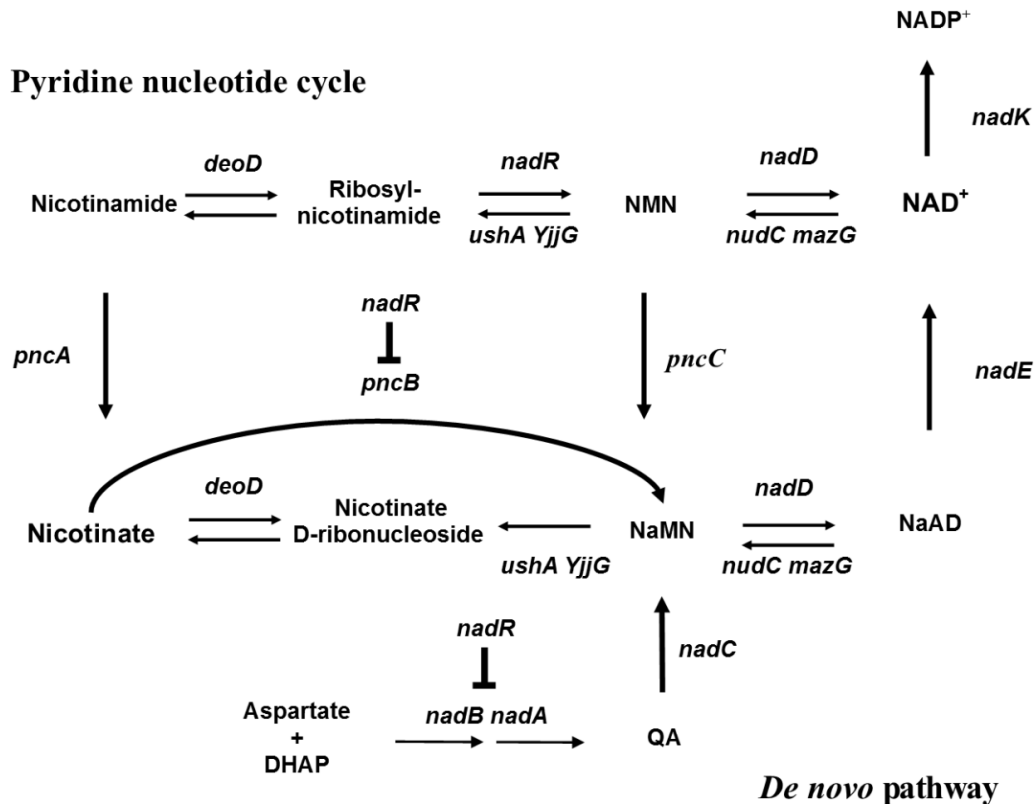 NADP⁺
Pyridine nucleotide cycle
nadK
deoD
nadR
nadD
Nicotinamide
Ribosyl-
nicotinamide
NMN
NAD⁺
ushA YjjG
nudC mazG
nadR
pncA
pncB
pncC
nadE
deoD
nadD
Nicotinate
Nicotinate
D-ribonucleoside
NaMN
NaAD
ushA YjjG
nudC mazG
nadR
nadC
Aspartate
+
DHAP
nadB nadA
QA
De novo pathway